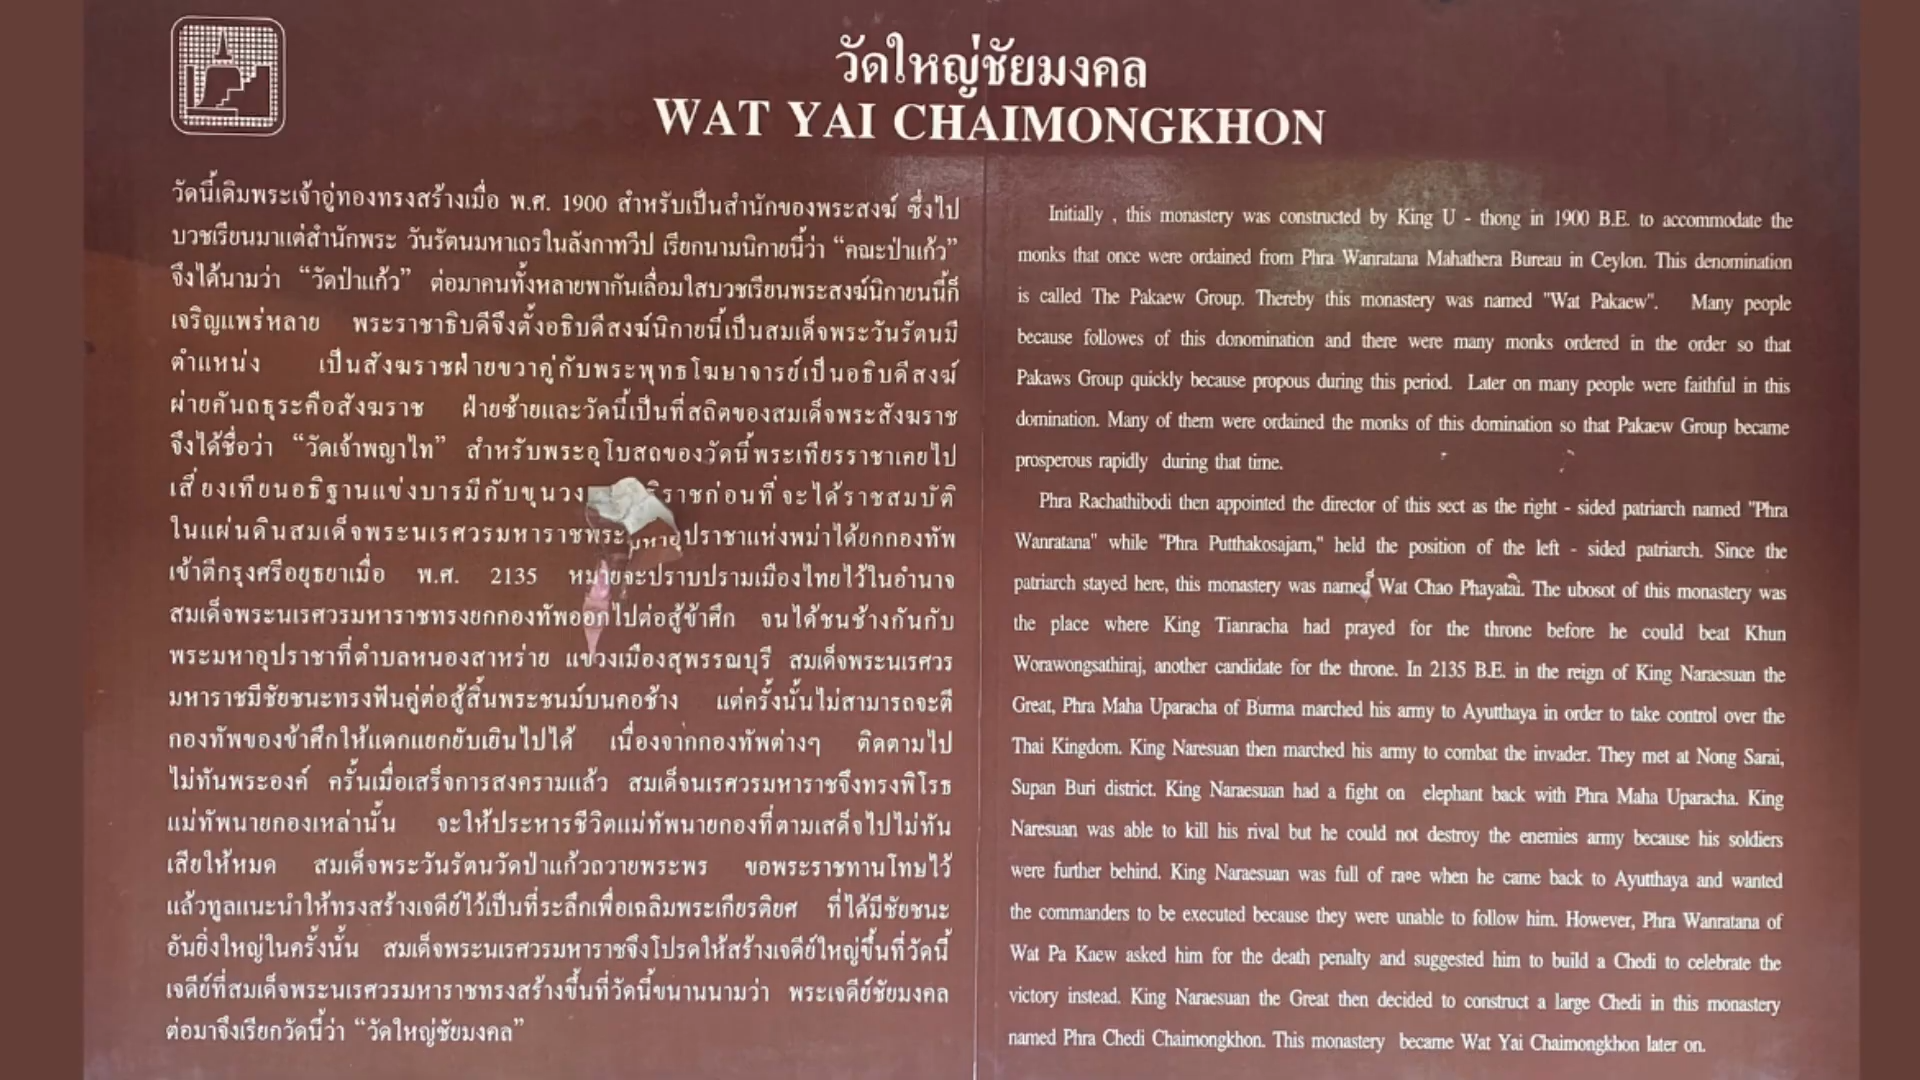 วัดใหญ่ชัยมงคล
WAT YAI CHAIMONGKHON
วัดนี้เดิมพระเจ้าอู่ทองทรงสร้างเมื่อ พ.ศ. 1900 สำหรับเป็นสำนักของพระสงฆ์ ซึ่งไป
บวชเรียนมาแต่สำนักพระ วันรัตนมหาเถรในลังกาทวีป เรียกนามนิกายนี้ว่า “คณะป่าแก้ว”
จึงได้นามว่า “วัดป่าแก้ว” ต่อมาคนทั้งหลายพากันเลื่อมใสบวชเรียนพระสงฆ์นิกายนนี้ก็
เจริญแพร่หลาย พระราชาธิบดีจึงตั้งอธิบดีสงฆ์นิกายนี้เป็นสมเด็จพระวันรัตนมี
ตำแหน่ง เป็นสังฆราชฝ่ายขวาคู่กับพระพุทธโฆษาจารย์เป็นอธิบดีสงฆ์
ฝ่ายคันถธุระคือสังฆราช ฝ่ายซ้ายและวัดนี้เป็นที่สถิตของสมเด็จพระสังฆราช
จึงได้ชื่อว่า “วัดเจ้าพญาไท” สำหรับพระอุโบสถของวัดนี้พระเทียรราชาเคยไป
เสี่ยงเทียนอธิฐานแข่งบารมีกับขุนวง ิราชก่อนที่จะได้ราชสมบัติ
ในแผ่นดินสมเด็จพระนเรศวรมหาราชพระมหาอุปราชาแห่งพม่าได้ยกกองทัพ
เข้าตีกรุงศรีอยุธยาเมื่อ พ.ศ. 2135 หมายจะปราบปรามเมืองไทยไว้ในอำนาจ
สมเด็จพระนเรศวรมหาราชทรงยกกองทัพออกไปต่อสู้ข้าศึก จนได้ชนช้างกันกับ
พระมหาอุปราชาที่ตำบลหนองสาหร่าย แขวงเมืองสุพรรณบุรี สมเด็จพระนเรศวร
มหาราชมีชัยชนะทรงฟันคู่ต่อสู้สิ้นพระชนม์บนคอช้าง แต่ครั้งนั้นไม่สามารถจะตี
กองทัพของข้าศึกให้แตกแยกยับเยินไปได้ เนื่องจากกองทัพต่างๆ ติดตามไป
ไม่ทันพระองค์ ครั้นเมื่อเสร็จการสงครามแล้ว สมเด็จนเรศวรมหาราชจึงทรงพิโรธ
แม่ทัพนายกองเหล่านั้น จะให้ประหารชีวิตแม่ทัพนายกองที่ตามเสด็จไปไม่ทัน
เสียให้หมด สมเด็จพระวันรัตนวัดป่าแก้วถวายพระพร ขอพระราชทานโทษไว้
แล้วทูลแนะนำให้ทรงสร้างเจดีย์ไว้เป็นที่ระลึกเพื่อเฉลิมพระเกียรติยศ ที่ได้มีชัยชนะ
อันยิ่งใหญ่ในครั้งนั้น สมเด็จพระนเรศวรมหาราชจึงโปรดให้สร้างเจดีย์ใหญ่ขึ้นที่วัดนี้
เจดีย์ที่สมเด็จพระนเรศวรมหาราชทรงสร้างขึ้นที่วัดนี้ขนานนามว่า พระเจดีย์ชัยมงคล
ต่อมาจึงเรียกวัดนี้ว่า “วัดใหญ่ชัยมงคล”
Initially , this monastery was constructed by King U - thong in 1900 B.E. to accommodate the
monks that once were ordained from Phra Wanratana Mahathera Bureau in Ceylon. This denomination
is called The Pakaew Group. Thereby this monastery was named "Wat Pakaew". Many people
because followes of this donomination and there were many monks ordered in the order so that
Pakaws Group quickly because propous during this period. Later on many people were faithful in this
domination. Many of them were ordained the monks of this domination so that Pakaew Group became
prosperous rapidly during that time.
Phra Rachathibodi then appointed the director of this sect as the right - sided patriarch named "Phra
Wanratana" while "Phra Putthakosajarn," held the position of the left - sided patriarch. Since the
patriarch stayed here, this monastery was named Wat Chao Phayatai. The ubosot of this monastery was
the place where King Tianracha had prayed for the throne before he could beat Khun
Worawongsathiraj, another candidate for the throne. In 2135 B.E. in the reign of King Naraesuan the
Great, Phra Maha Uparacha of Burma marched his army to Ayutthaya in order to take control over the
Thai Kingdom. King Naresuan then marched his army to combat the invader. They met at Nong Sarai,
Supan Buri district. King Naraesuan had a fight on elephant back with Phra Maha Uparacha. King
Naresuan was able to kill his rival but he could not destroy the enemies army because his soldiers
were further behind. King Naraesuan was full of rage when he came back to Ayutthaya and wanted
the commanders to be executed because they were unable to follow him. However, Phra Wanratana of
Wat Pa Kaew asked him for the death penalty and suggested him to build a Chedi to celebrate the
victory instead. King Naraesuan the Great then decided to construct a large Chedi in this monastery
named Phra Chedi Chaimongkhon. This monastery became Wat Yai Chaimongkhon later on.